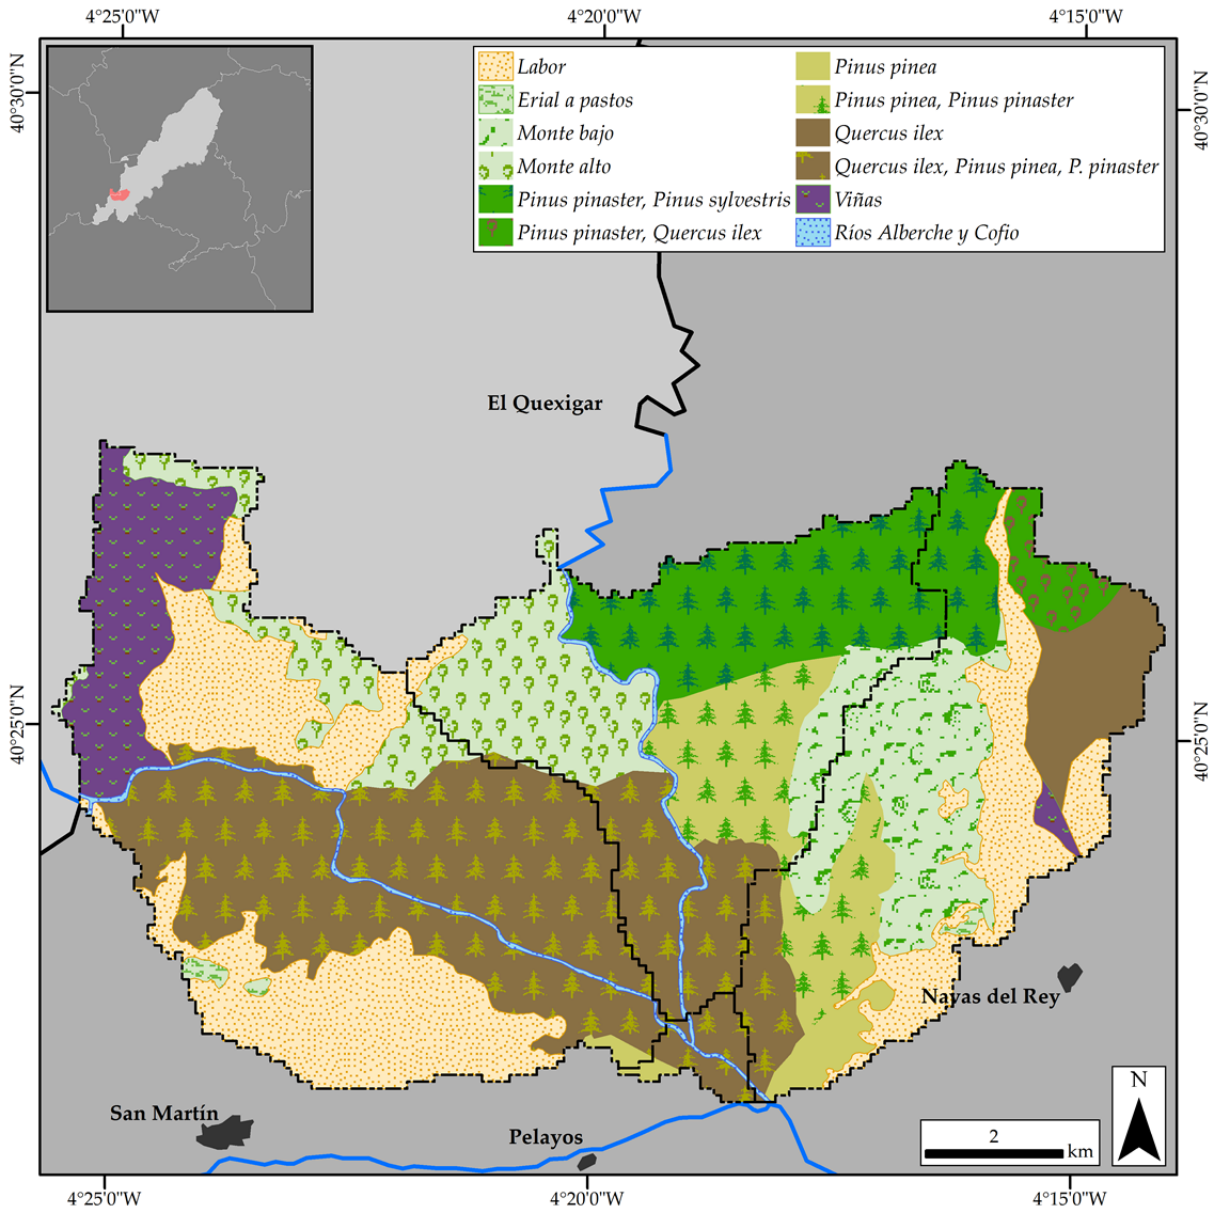 4°25'0"W
4°20'0"W
4°15'0"W
40°30'0"N
40°30'0"N
Labor
Erial a pastos
Monte bajo
Monte alto
Pinus pinaster, Pinus sylvestris
Pinus pinaster, Quercus ilex
Pinus pinea
Pinus pinea, Pinus pinaster
Quercus ilex
Quercus ilex, Pinus pinea, P. pinaster
Viñas
Ríos Alberche y Cofio
El Quexigar
40°25'0"N
40°25'0"N
Navas del Rey
San Martín
Pelayos
N
2
km
4°25'0"W
4°20'0"W
4°15'0"W